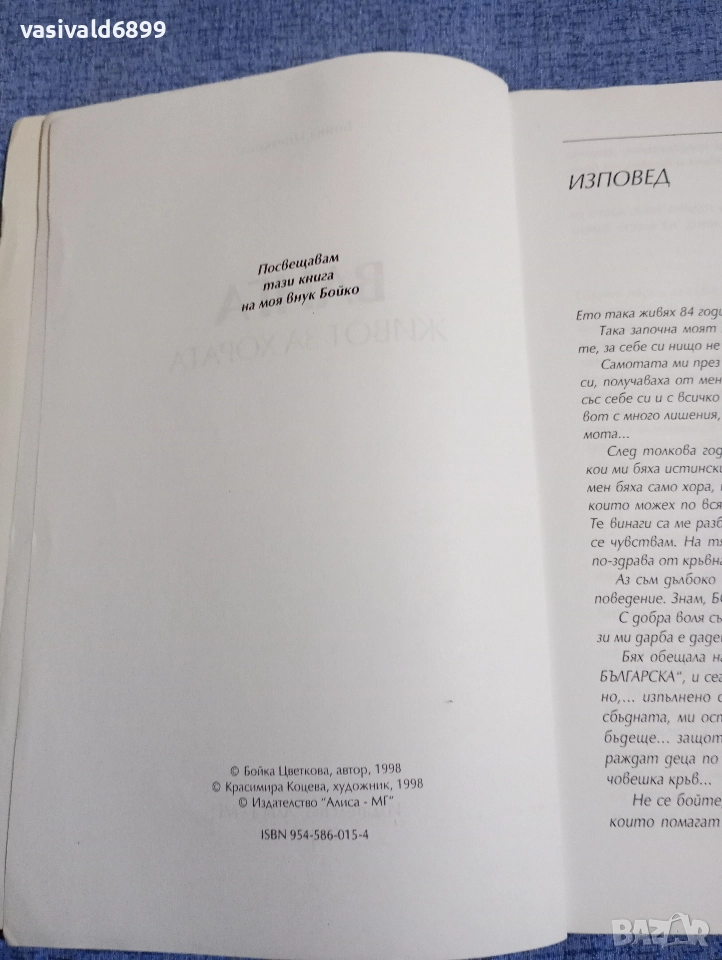 vasivald6899
Посвещавам
тази книга
на моя внук Бойко
© Бойка Цветкова, автор, 1998
© Красимира Коцева, художник, 1998
© Издателство "Алиса - МГ"
ISBN 954-586-015-4
ИЗПОВЕД
Ето така живях 84 годи
Така започна моят
те, за себе си нищо не
Самотата ми през
си, получаваха от мен
със себе си и с всичко
вот с много лишения,
мота...
След толкова год
кои ми бяха истински
мен бяха само хора,
които можех по вся
Те винаги са ме разб
се чувствам. На тя
по-здрава от кръвна
Аз съм дълбоко
поведение. Знам, БО
С добра воля съ
зи ми дарба е даден
Бях обещала на
БЪЛГАРСКА", и сег
но,... изпълнено с
сбъдната, ми ост
бъдеще... защот
раждат деца по
човешка кръв...
Не се бойте,
които помагат
BAZAR